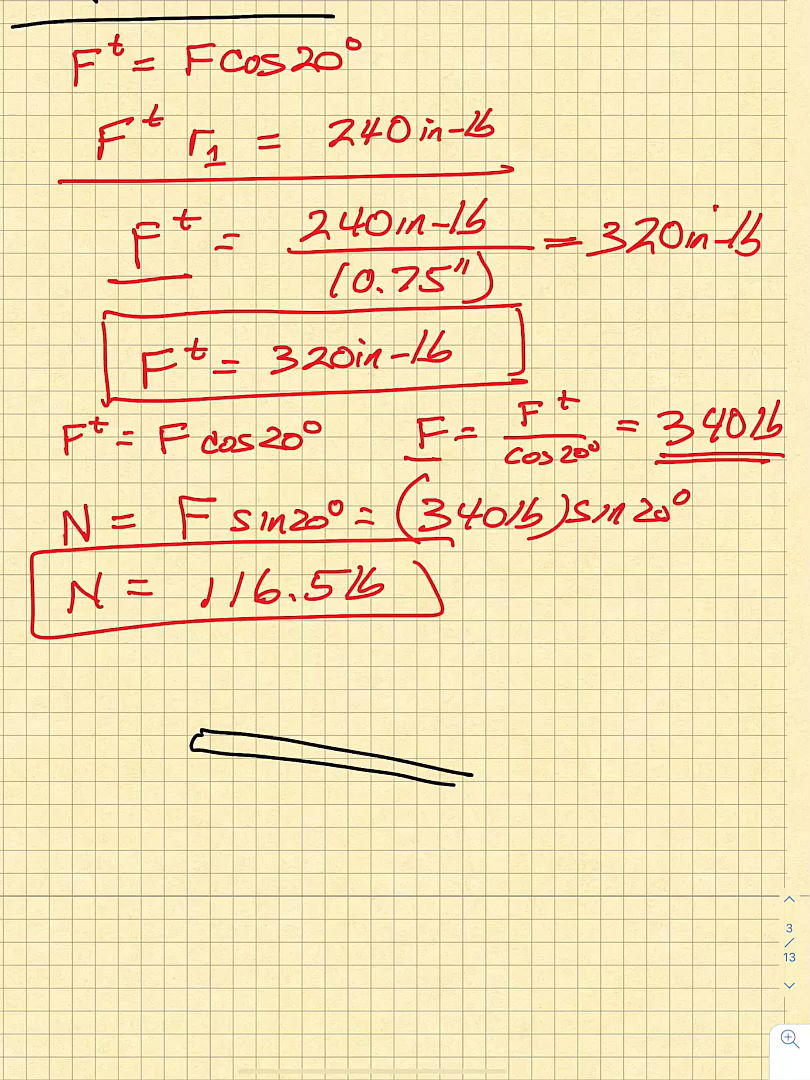 F^t = F cos 20°
F^t r₁ = 240 in-lb
F^t = 240 in-lb / (0.75") = 320 in-lb
F^t = 320 in-lb
F^t = F cos 20° F = F^t / cos 20° = 340 lb
N = F sin 20° = (340 lb) sin 20°
N = 116.5 lb
3
/
13